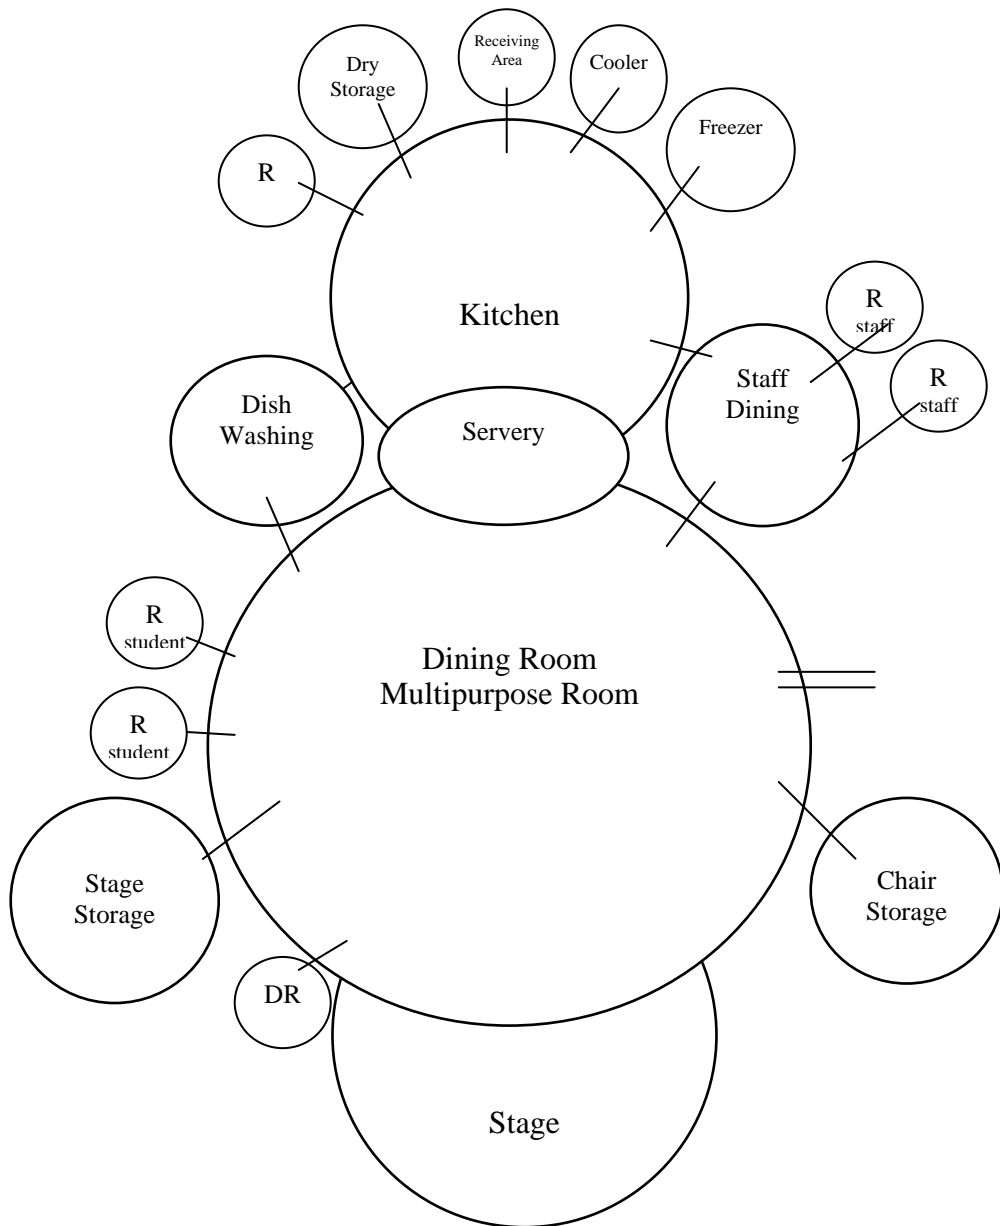 Receiving
Area
Dry
Storage
Cooler
Freezer
R
Kitchen
R
staff
R
staff
Staff
Dining
Dish
Washing
Servery
R
student
Dining Room
Multipurpose Room
R
student
Stage
Storage
Chair
Storage
DR
Stage